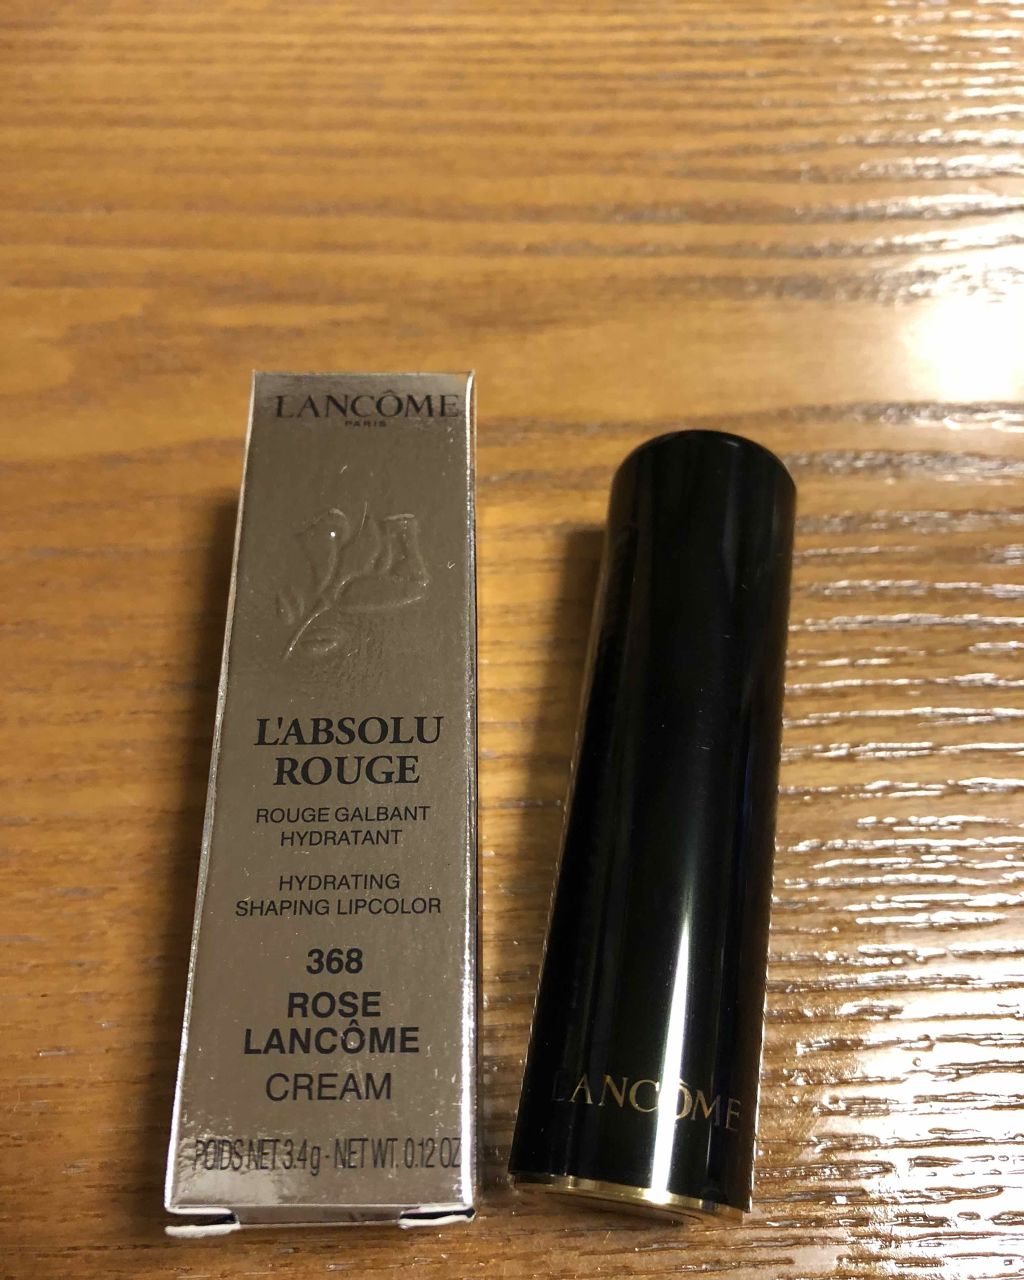 LANCÔME
PARIS
L'ABSOLU
ROUGE
ROUGE GALBANT
HYDRATANT
HYDRATING
SHAPING LIPCOLOR
368
ROSE
LANCÔME
CREAM
POIDS NET 3.4 g - NET WT. 0.12 OZ
LANCÔME